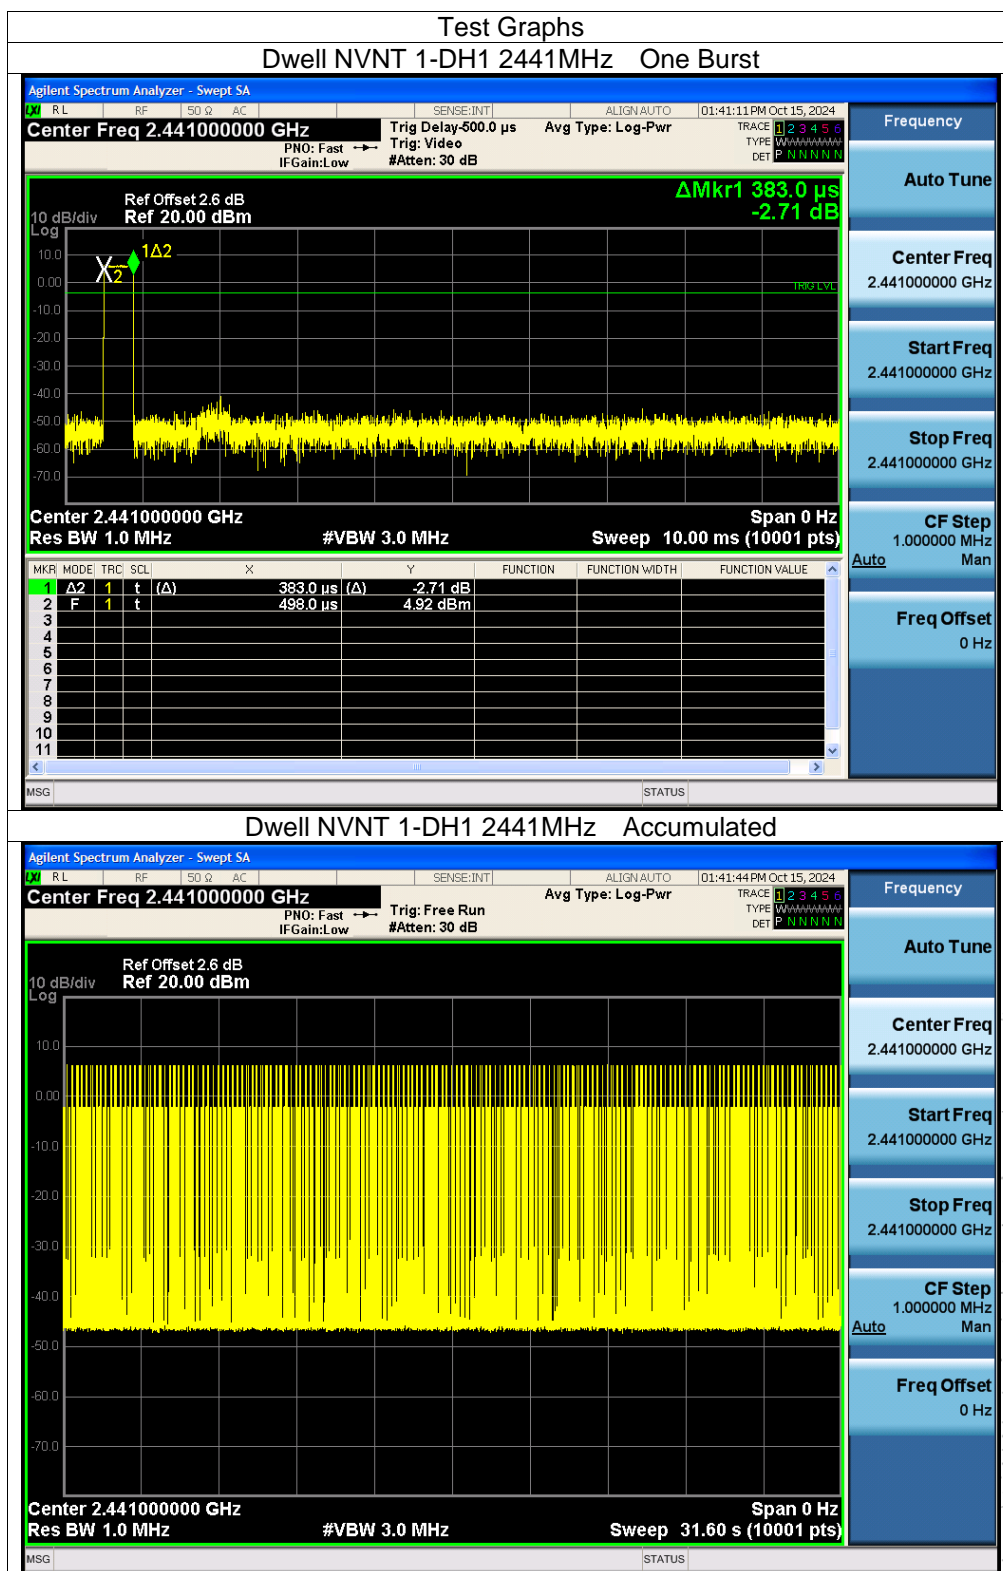 Test Graphs
Dwell NVNT 1-DH1 2441MHz One Burst
Agilent Spectrum Analyzer - Swept SA
LXI RL RF 50 Ω AC SENSE:INT ALIGN AUTO 01:41:11 PM Oct 15, 2024
Center Freq 2.441000000 GHz Trig Delay-500.0 µs Avg Type: Log-Pwr TRACE 1 2 3 4 5 6
PNO: Fast Trig: Video TYPE WWWWWW
IFGain:Low #Atten: 30 dB DET P N N N N N
Frequency
Auto Tune
ΔMkr1 383.0 µs
-2.71 dB
Ref Offset 2.6 dB
10 dB/div Ref 20.00 dBm
Log
1Δ2
10.0
2
0.00
TRIG LVL
-10.0
-20.0
-30.0
-40.0
-50.0
-60.0
-70.0
Center 2.441000000 GHz Span 0 Hz
Res BW 1.0 MHz #VBW 3.0 MHz Sweep 10.00 ms (10001 pts)
Center Freq
2.441000000 GHz
Start Freq
2.441000000 GHz
Stop Freq
2.441000000 GHz
CF Step
1.000000 MHz
Auto Man
Freq Offset
0 Hz
MKR MODE TRC SCL X Y FUNCTION FUNCTION WIDTH FUNCTION VALUE
1 Δ2 1 t (Δ) 383.0 µs (Δ) -2.71 dB
2 F 1 t 498.0 µs 4.92 dBm
3
4
5
6
7
8
9
10
11
MSG STATUS
Dwell NVNT 1-DH1 2441MHz Accumulated
Agilent Spectrum Analyzer - Swept SA
LXI RL RF 50 Ω AC SENSE:INT ALIGN AUTO 01:41:44 PM Oct 15, 2024
Center Freq 2.441000000 GHz Avg Type: Log-Pwr TRACE 1 2 3 4 5 6
PNO: Fast Trig: Free Run TYPE WWWWWW
IFGain:Low #Atten: 30 dB DET P N N N N N
Frequency
Auto Tune
Ref Offset 2.6 dB
10 dB/div Ref 20.00 dBm
Log
10.0
0.00
-10.0
-20.0
-30.0
-40.0
-50.0
-60.0
-70.0
Center 2.441000000 GHz Span 0 Hz
Res BW 1.0 MHz #VBW 3.0 MHz Sweep 31.60 s (10001 pts)
Center Freq
2.441000000 GHz
Start Freq
2.441000000 GHz
Stop Freq
2.441000000 GHz
CF Step
1.000000 MHz
Auto Man
Freq Offset
0 Hz
MSG STATUS